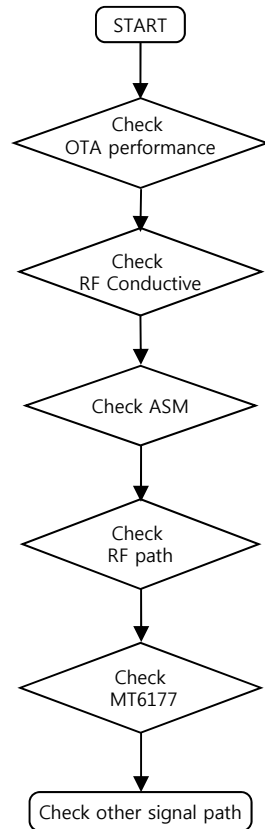 START
Check
OTA performance
Check
RF Conductive
Check ASM
Check
RF path
Check
MT6177
Check other signal path